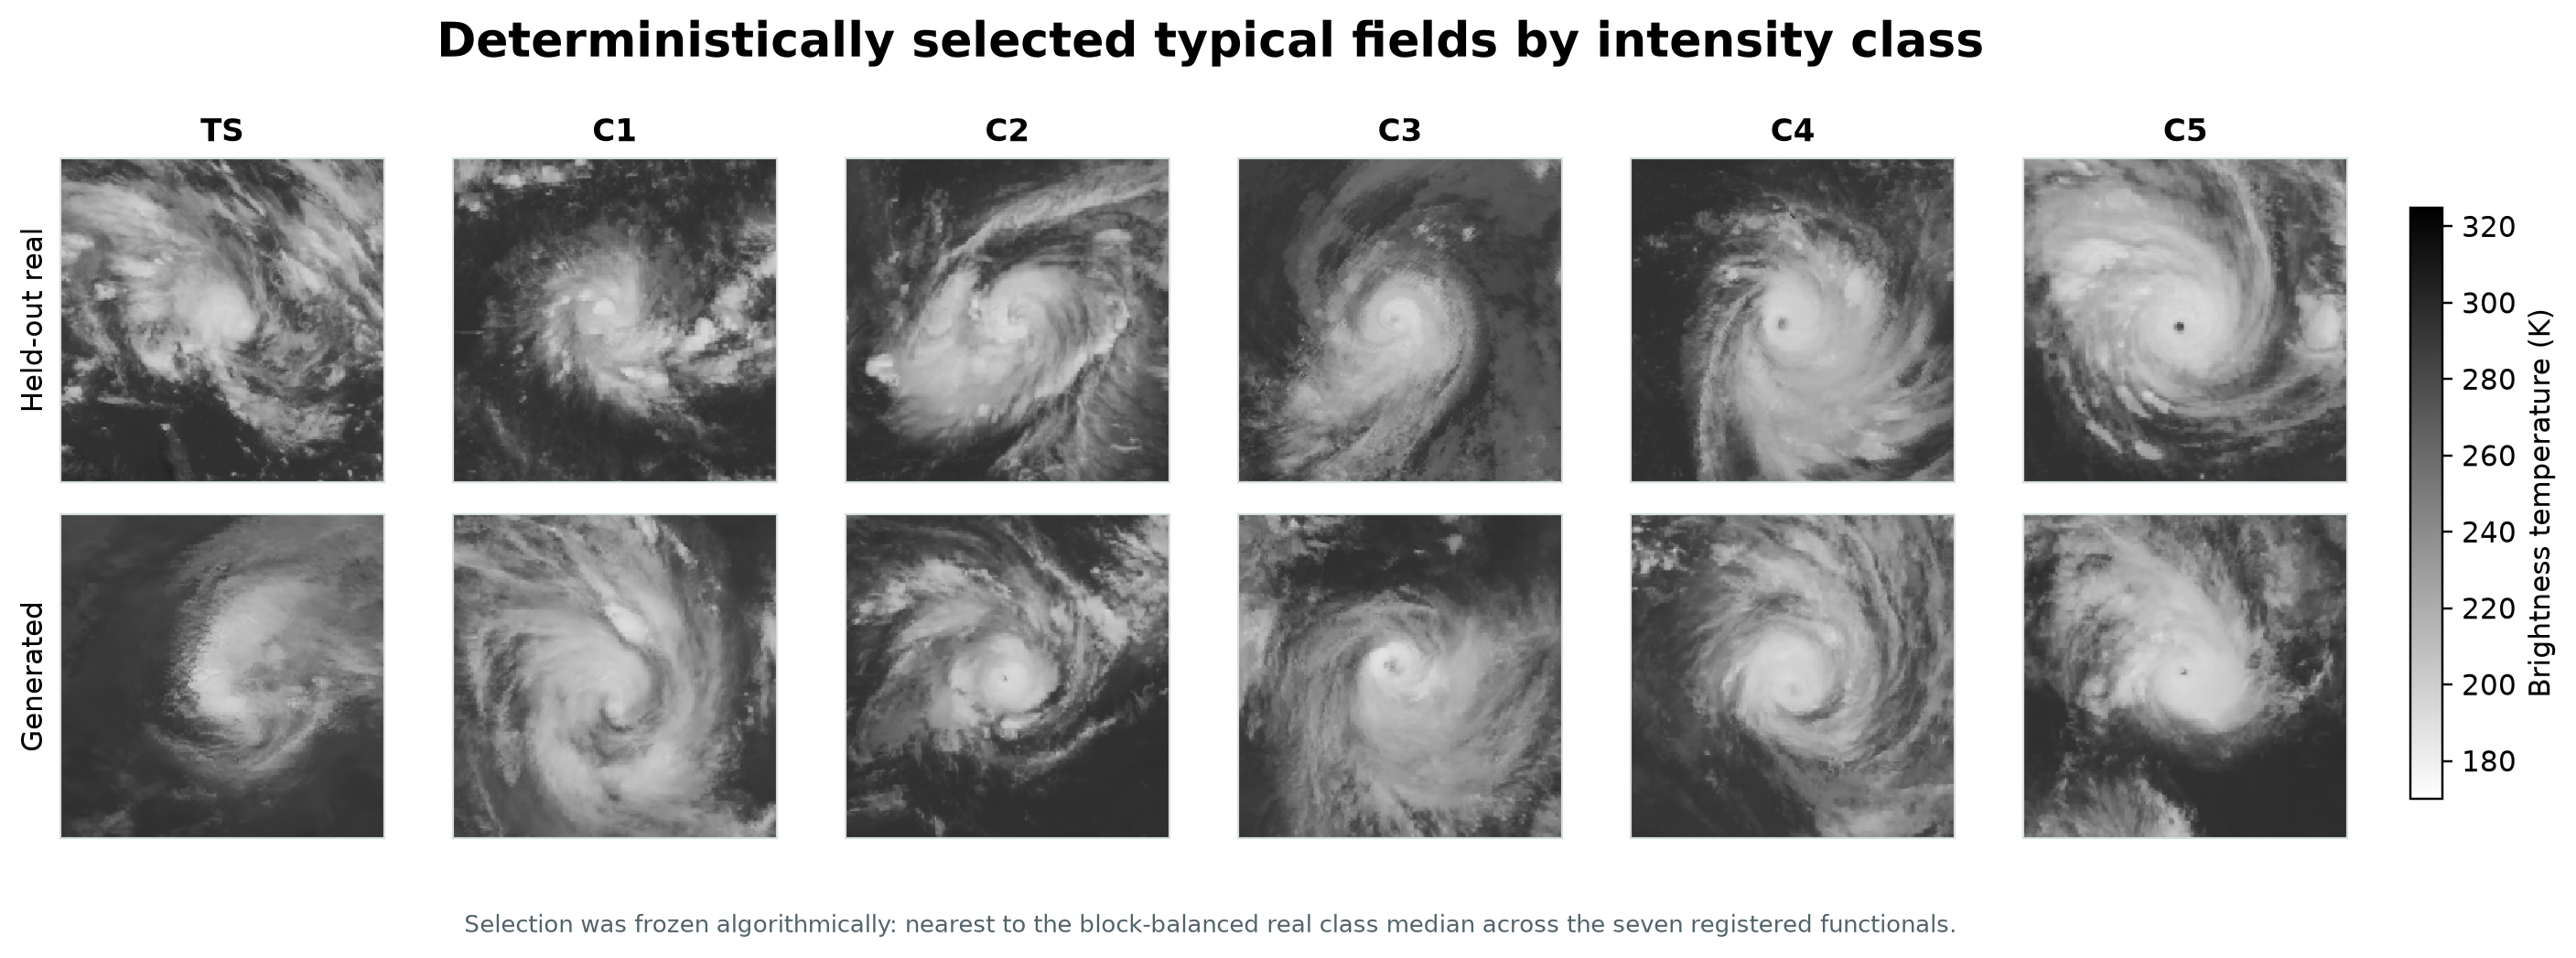 Deterministically selected typical fields by intensity class
TS
C1
C2
C3
C4
C5
Held-out real
Generated
320
300
280
260
240
220
200
180
Brightness temperature (K)
Selection was frozen algorithmically: nearest to the block-balanced real class median across the seven registered functionals.